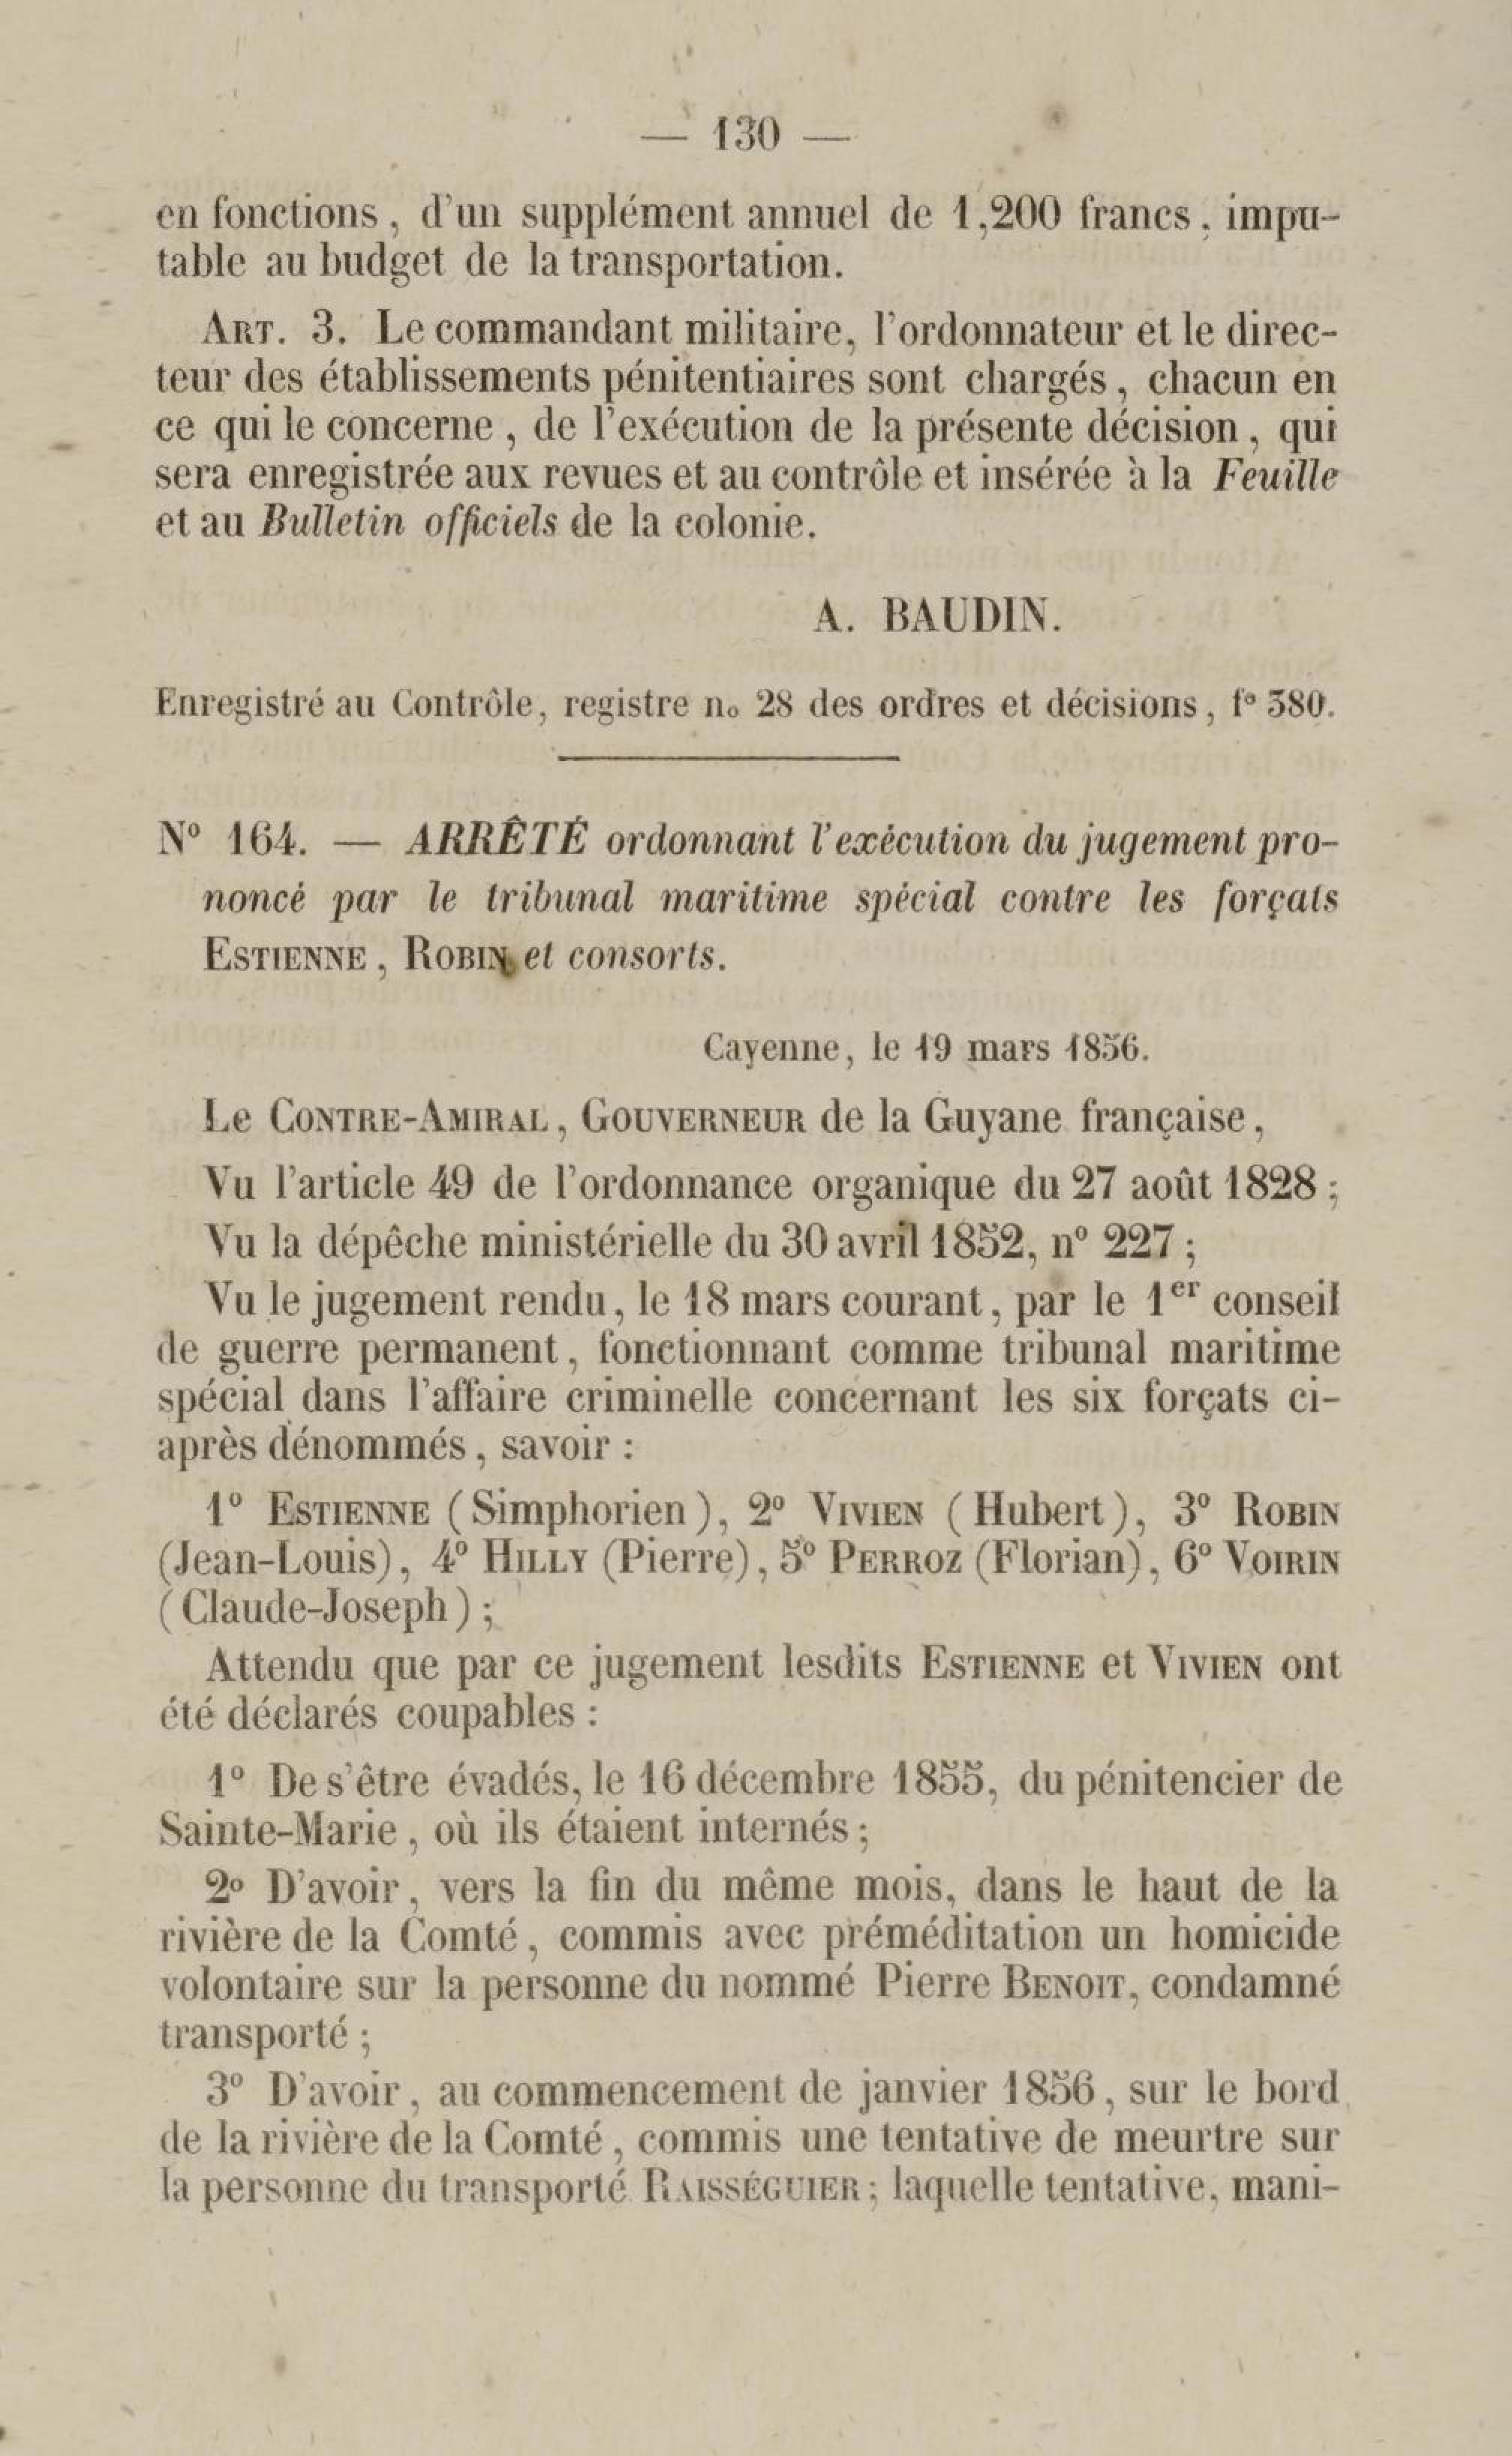 — 130 —
en fonctions, d'un supplément annuel de 1,200 francs, impu-
table au budget de la transportation.
ART. 3. Le commandant militaire, l'ordonnateur et le direc-
teur des établissements pénitentiaires sont chargés, chacun en
ce qui le concerne, de l'exécution de la présente décision, qui
sera enregistrée aux revues et au contrôle et insérée à la Feuille
et au Bulletin officiels de la colonie.
A. BAUDIN.
Enregistré au Contrôle, registre no 28 des ordres et décisions, fo 380.
No 164. — ARRÊTÉ ordonnant l'exécution du jugement pro-
noncé par le tribunal maritime spécial contre les forçats
ESTIENNE, ROBIN et consorts.
Cayenne, le 19 mars 1856.
Le CONTRE-AMIRAL, GOUVERNEUR de la Guyane française,
Vu l'article 49 de l'ordonnance organique du 27 août 1828;
Vu la dépêche ministérielle du 30 avril 1852, no 227;
Vu le jugement rendu, le 18 mars courant, par le 1er conseil
de guerre permanent, fonctionnant comme tribunal maritime
spécial dans l'affaire criminelle concernant les six forçats ci-
après dénommés, savoir :
1o ESTIENNE (Simphorien), 2o VIVIEN (Hubert), 3o ROBIN
(Jean-Louis), 4o HILLY (Pierre), 5o PERROZ (Florian), 6o VOIRIN
(Claude-Joseph);
Attendu que par ce jugement lesdits ESTIENNE et VIVIEN ont
été déclarés coupables :
1o De s'être évadés, le 16 décembre 1855, du pénitencier de
Sainte-Marie, où ils étaient internés;
2o D'avoir, vers la fin du même mois, dans le haut de la
rivière de la Comté, commis avec préméditation un homicide
volontaire sur la personne du nommé Pierre BENOIT, condamné
transporté;
3o D'avoir, au commencement de janvier 1856, sur le bord
de la rivière de la Comté, commis une tentative de meurtre sur
la personne du transporté RAISSÉGUIER; laquelle tentative, mani-